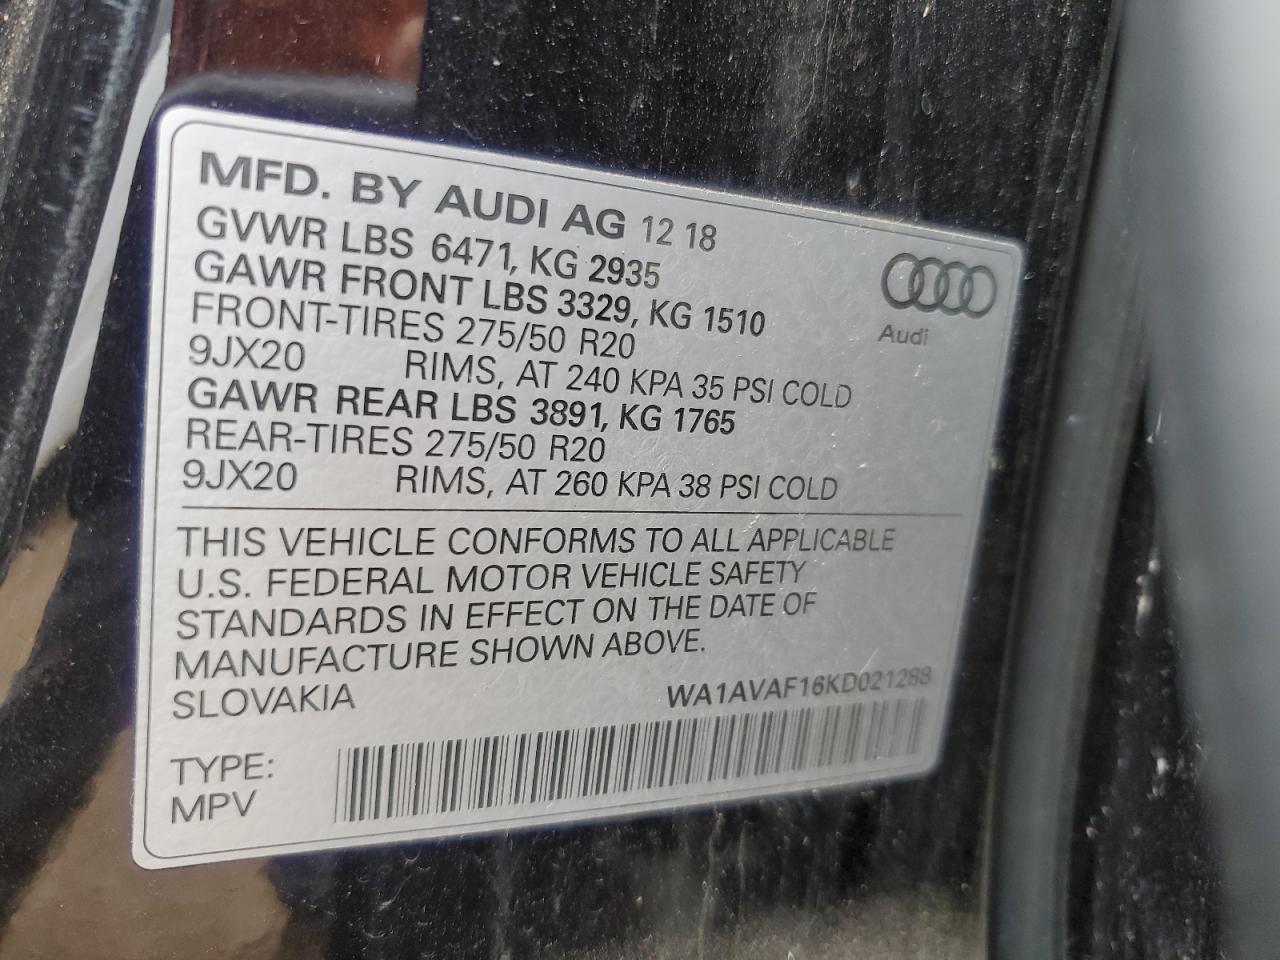 MFD. BY AUDI AG 12 18
GVWR LBS 6471, KG 2935
GAWR FRONT LBS 3329, KG 1510
FRONT-TIRES 275/50 R20
9JX20 RIMS, AT 240 KPA 35 PSI COLD
GAWR REAR LBS 3891, KG 1765
REAR-TIRES 275/50 R20
9JX20 RIMS, AT 260 KPA 38 PSI COLD
Audi
THIS VEHICLE CONFORMS TO ALL APPLICABLE
U.S. FEDERAL MOTOR VEHICLE SAFETY
STANDARDS IN EFFECT ON THE DATE OF
MANUFACTURE SHOWN ABOVE.
SLOVAKIA WA1AVAF16KD021288
TYPE:
MPV